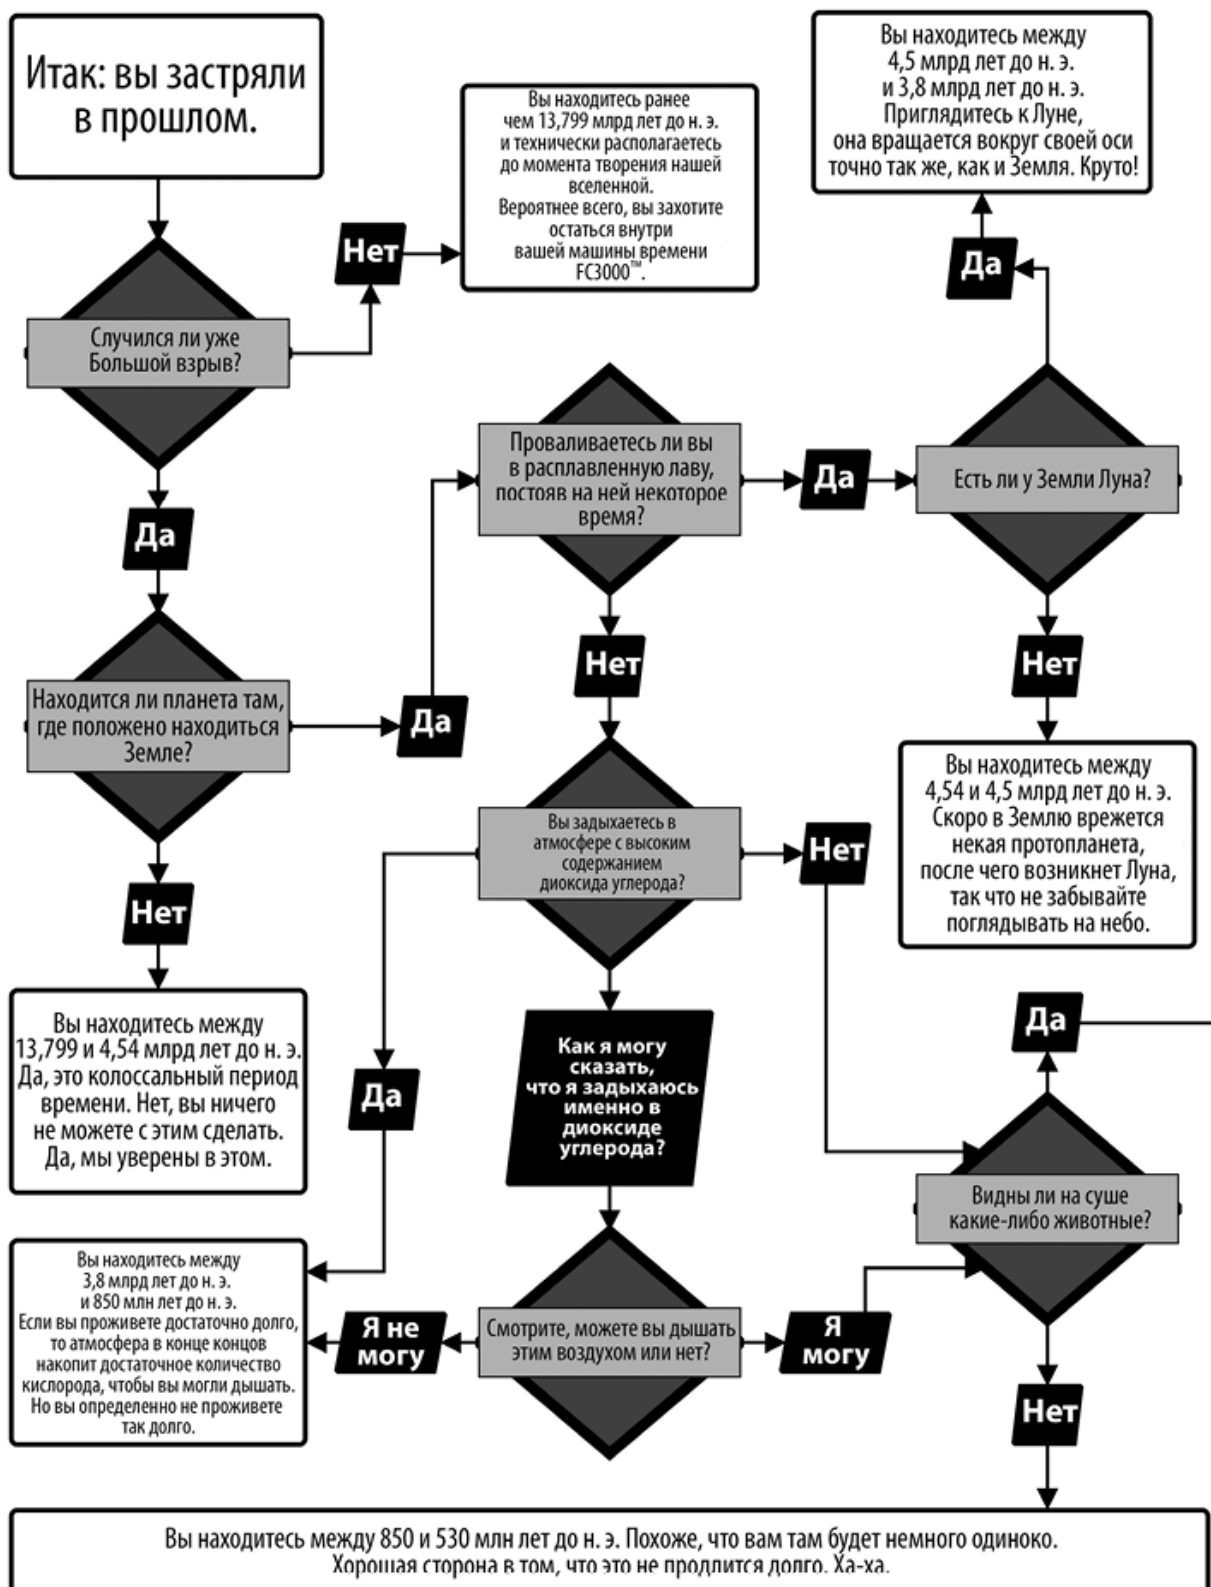 Итак: вы застряли
в прошлом.
Случился ли уже
Большой взрыв?
Нет
Вы находитесь ранее
чем 13,799 млрд лет до н. э.
и технически располагаетесь
до момента творения нашей
вселенной.
Вероятнее всего, вы захотите
остаться внутри
вашей машины времени
FC3000™.
Да
Находится ли планета там,
где положено находиться
Земле?
Нет
Вы находитесь между
13,799 и 4,54 млрд лет до н. э.
Да, это колоссальный период
времени. Нет, вы ничего
не можете с этим сделать.
Да, мы уверены в этом.
Да
Проваливаетесь ли вы
в расплавленную лаву,
постояв на ней некоторое
время?
Да
Есть ли у Земли Луна?
Да
Вы находитесь между
4,5 млрд лет до н. э.
и 3,8 млрд лет до н. э.
Приглядитесь к Луне,
она вращается вокруг своей оси
точно так же, как и Земля. Круто!
Нет
Вы находитесь между
4,54 и 4,5 млрд лет до н. э.
Скоро в Землю врежется
некая протопланета,
после чего возникнет Луна,
так что не забывайте
поглядывать на небо.
Нет
Вы задыхаетесь в
атмосфере с высоким
содержанием
диоксида углерода?
Нет
Да
Вы находитесь между
3,8 млрд лет до н. э.
и 850 млн лет до н. э.
Если вы проживете достаточно долго,
то атмосфера в конце концов
накопит достаточное количество
кислорода, чтобы вы могли дышать.
Но вы определенно не проживете
так долго.
Как я могу
сказать,
что я задыхаюсь
именно в
диоксиде
углерода?
Смотрите, можете вы дышать
этим воздухом или нет?
Я не
могу
Я
могу
Видны ли на суше
какие-либо животные?
Да
Нет
Вы находитесь между 850 и 530 млн лет до н. э. Похоже, что вам там будет немного одиноко.
Хорошая сторона в том, что это не продлится долго. Ха-ха.